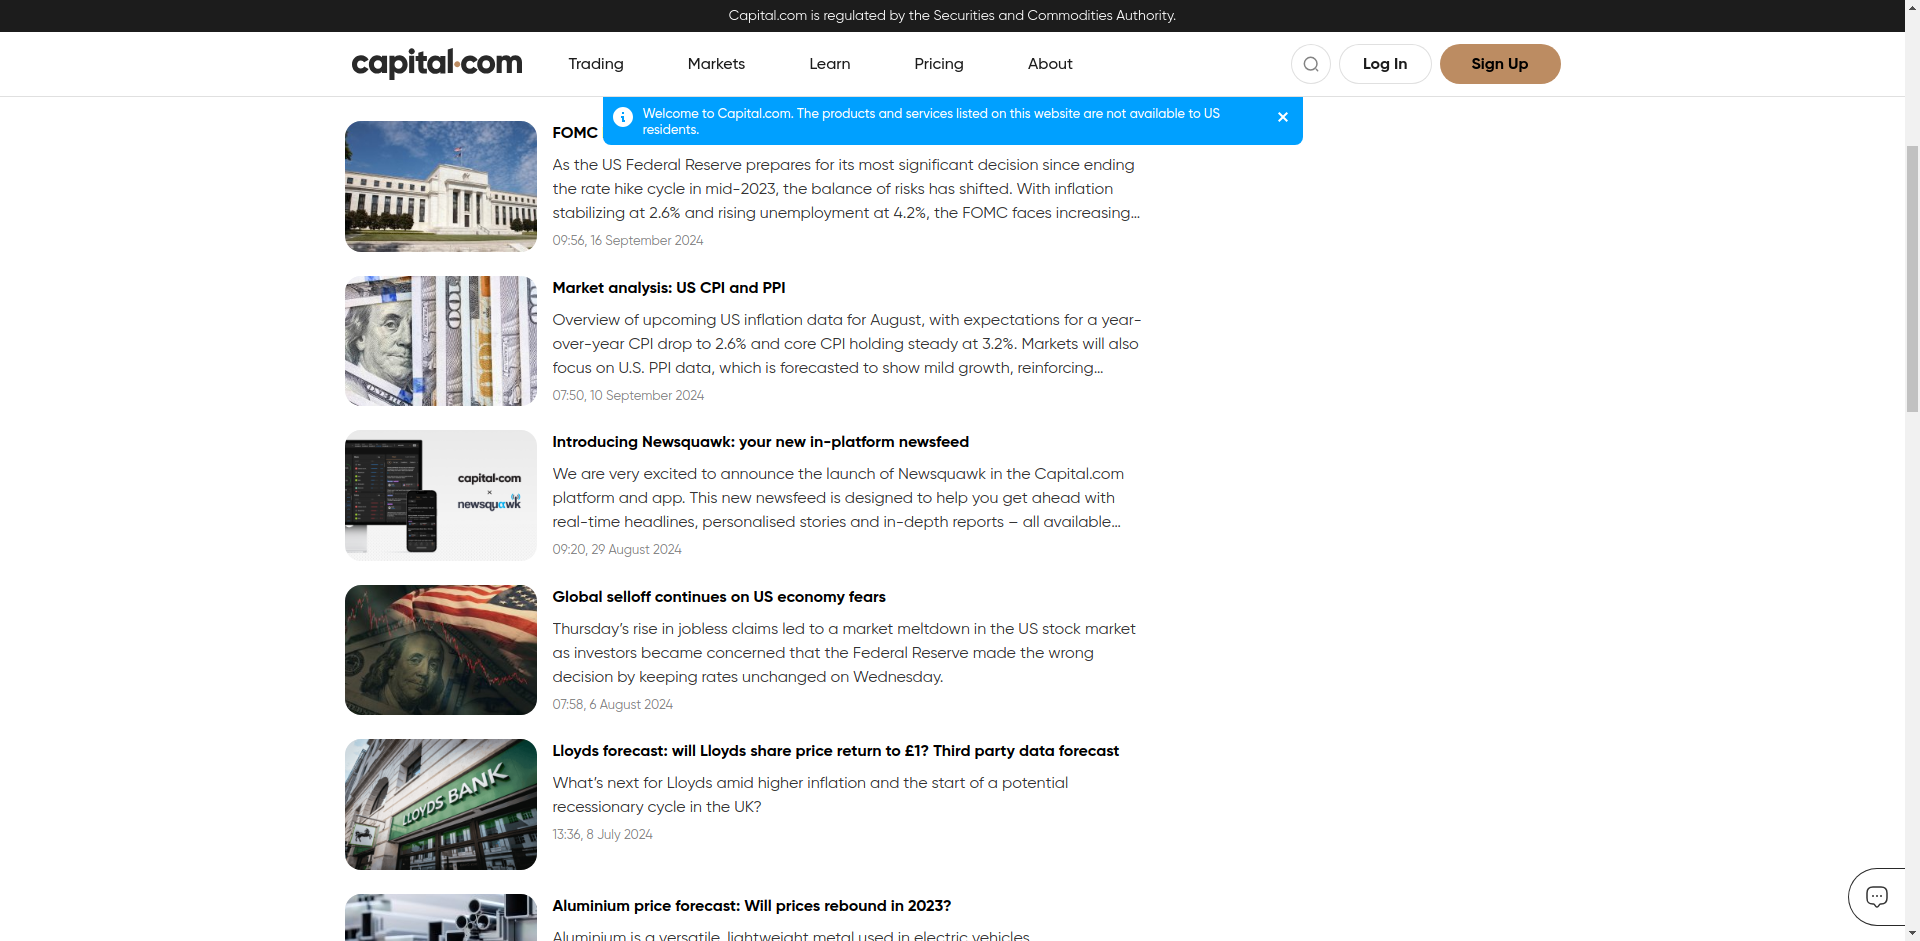 Capital.com is regulated by the Securities and Commodities Authority.
capital.com
Trading
Markets
Learn
Pricing
About
Log In
Sign Up
Welcome to Capital.com. The products and services listed on this website are not available to US
residents.
FOMC
As the US Federal Reserve prepares for its most significant decision since ending
the rate hike cycle in mid-2023, the balance of risks has shifted. With inflation
stabilizing at 2.6% and rising unemployment at 4.2%, the FOMC faces increasing...
09:56, 16 September 2024
Market analysis: US CPI and PPI
Overview of upcoming US inflation data for August, with expectations for a year-
over-year CPI drop to 2.6% and core CPI holding steady at 3.2%. Markets will also
focus on U.S. PPI data, which is forecasted to show mild growth, reinforcing...
07:50, 10 September 2024
capital.com
×
newsquawk
Introducing Newsquawk: your new in-platform newsfeed
We are very excited to announce the launch of Newsquawk in the Capital.com
platform and app. This new newsfeed is designed to help you get ahead with
real-time headlines, personalised stories and in-depth reports – all available...
09:20, 29 August 2024
Global selloff continues on US economy fears
Thursday’s rise in jobless claims led to a market meltdown in the US stock market
as investors became concerned that the Federal Reserve made the wrong
decision by keeping rates unchanged on Wednesday.
07:58, 6 August 2024
LLOYDS BANK
Lloyds forecast: will Lloyds share price return to £1? Third party data forecast
What’s next for Lloyds amid higher inflation and the start of a potential
recessionary cycle in the UK?
13:36, 8 July 2024
Aluminium price forecast: Will prices rebound in 2023?
Aluminium is a versatile, lightweight metal used in electric vehicles